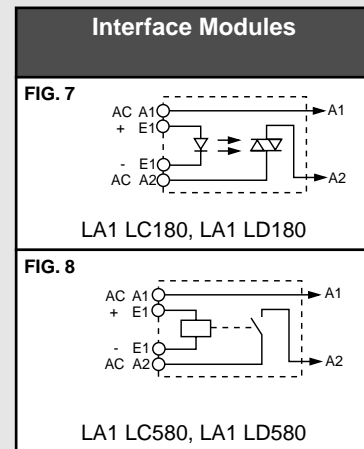 Interface Modules
FIG. 7
AC A1 A1
+ E1
- E1
AC A2 A2
LA1 LC180, LA1 LD180
FIG. 8
AC A1 A1
+ E1
- E1
AC A2 A2
LA1 LC580, LA1 LD580